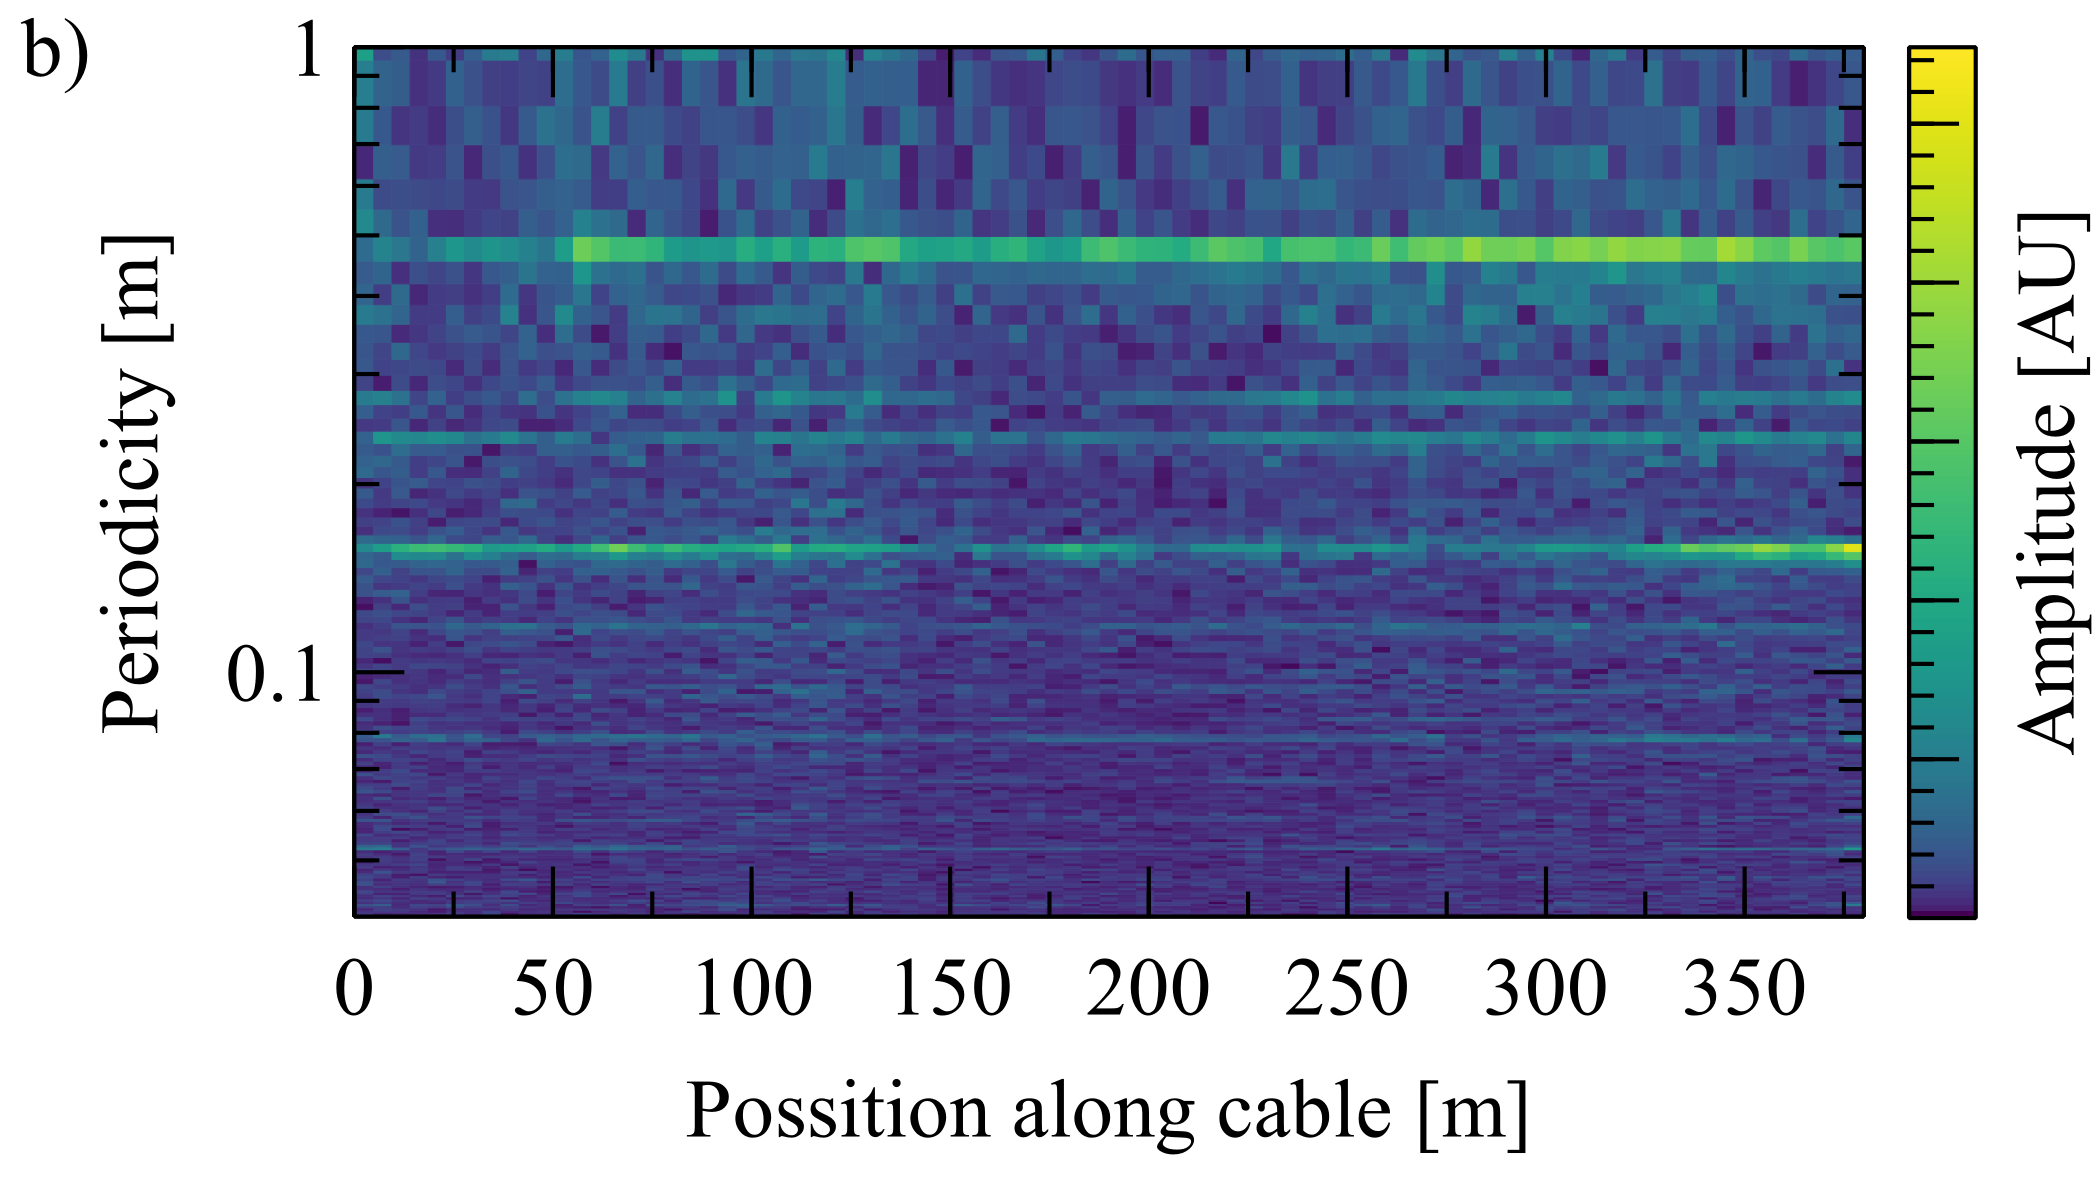 b)
1
0.1
Periodicity [m]
0 50 100 150 200 250 300 350
Possition along cable [m]
Amplitude [AU]